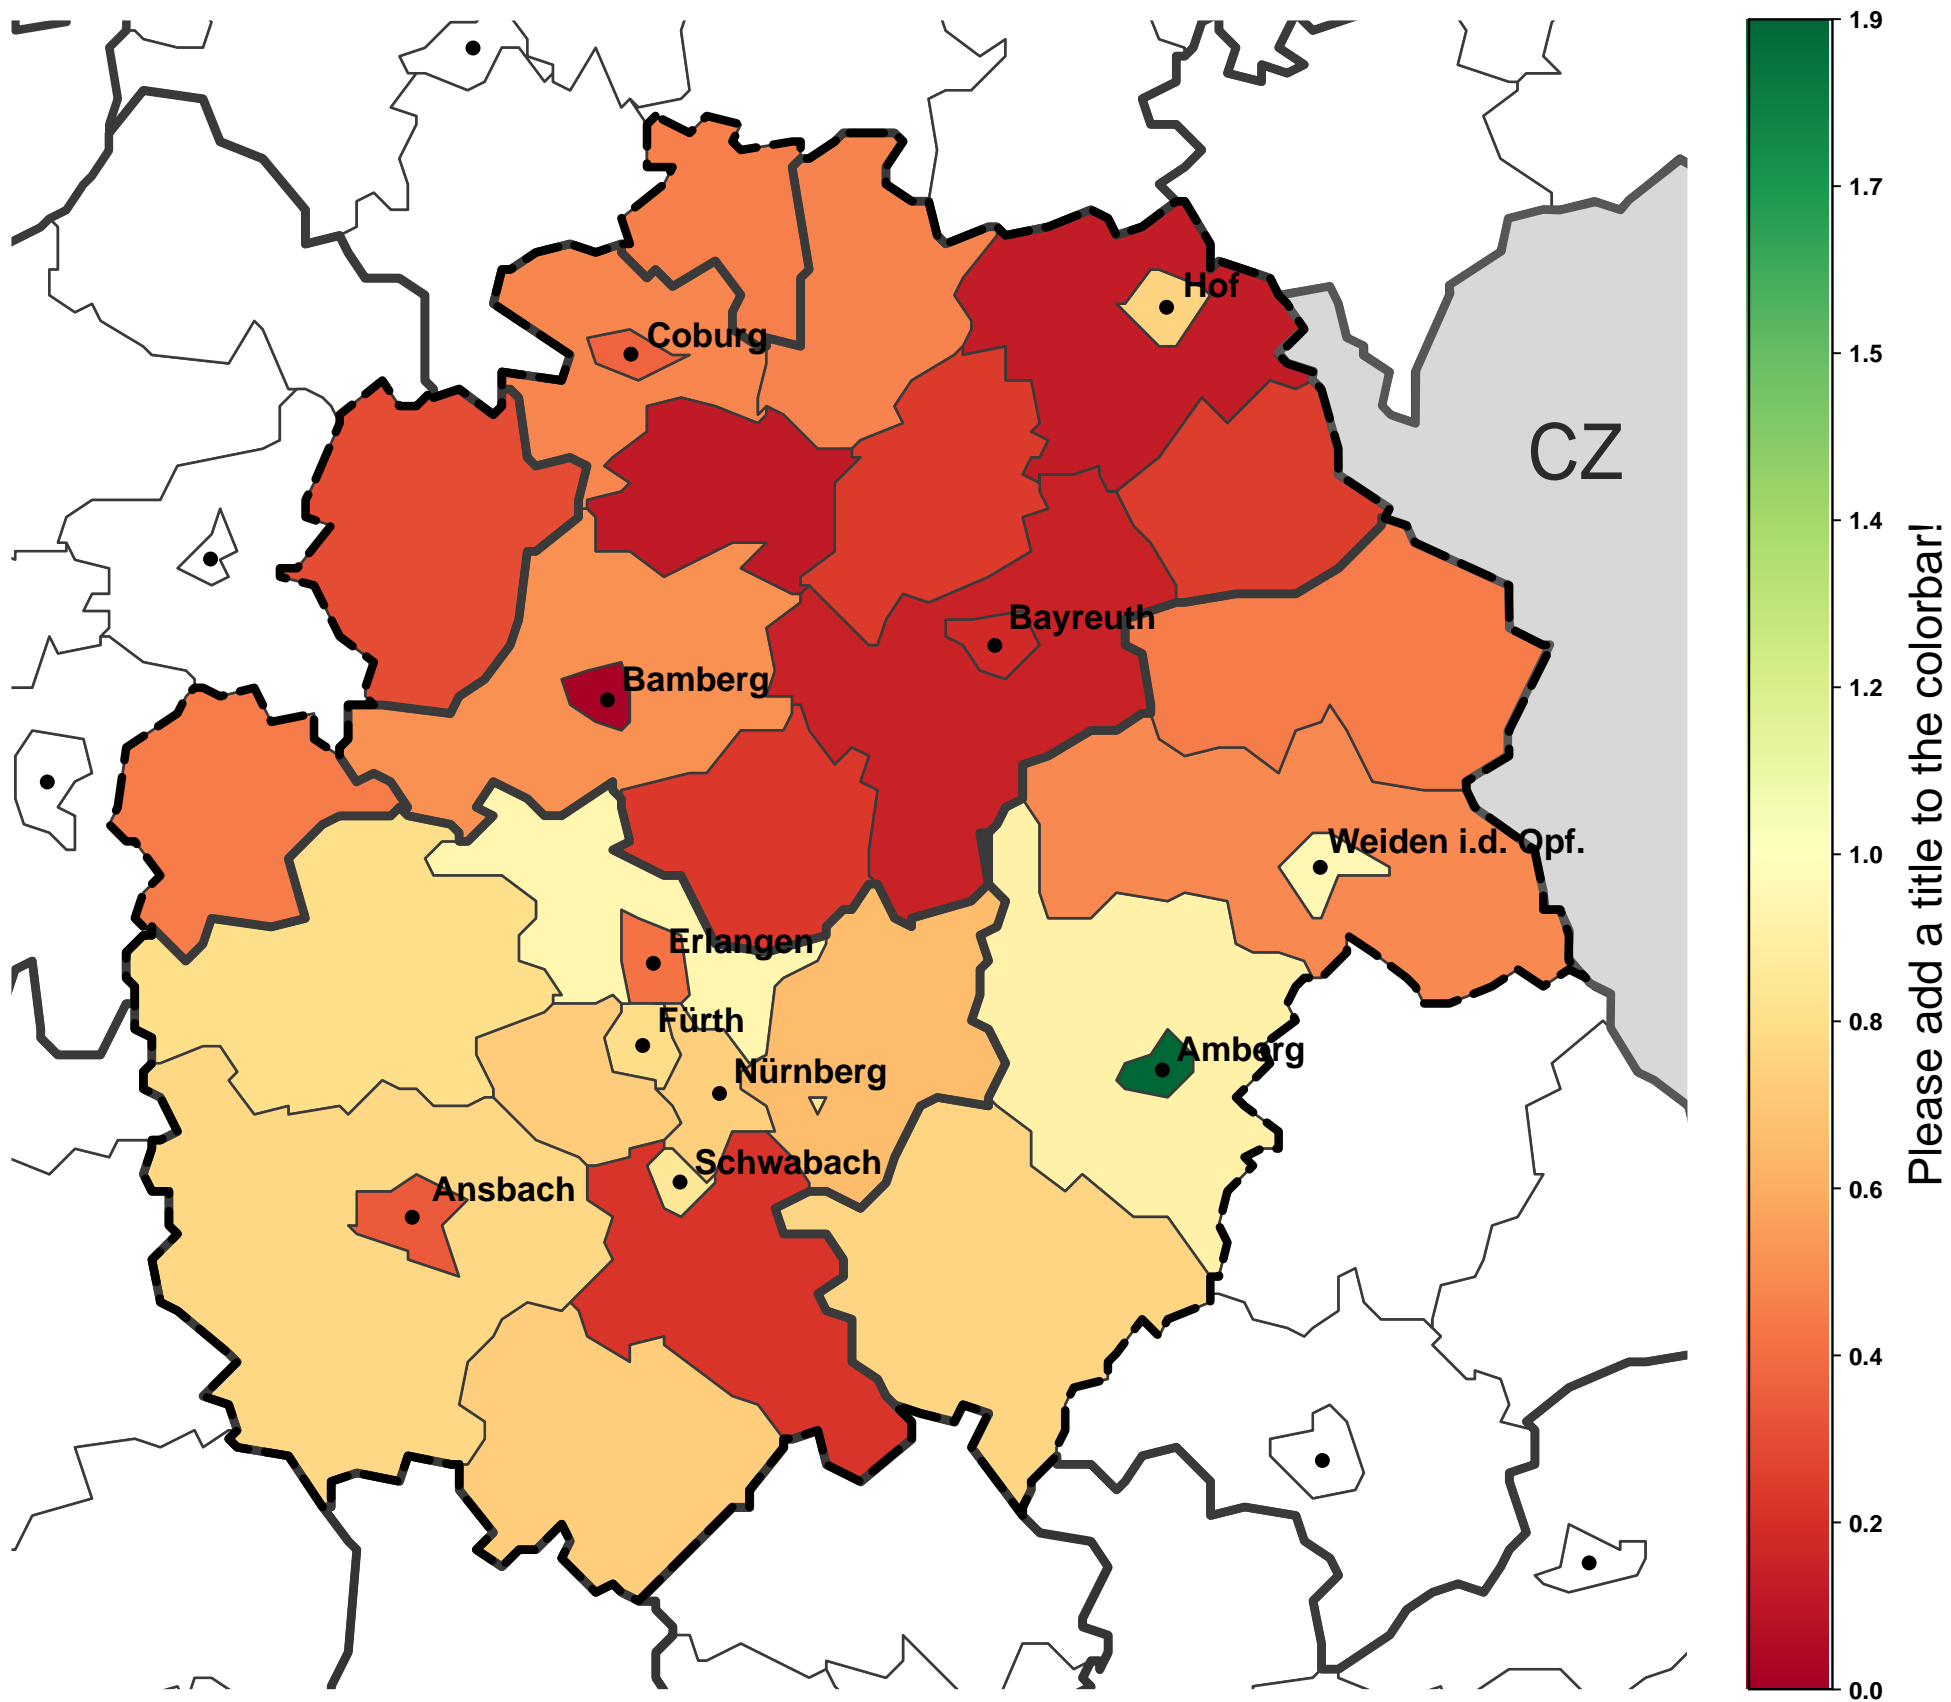 1.9
1.7
1.5
1.4
1.2
1.0
0.8
0.6
0.4
0.2
0.0
Please add a title to the colorbar!
Hof
Coburg
CZ
Bayreuth
Bamberg
Weiden i.d. Opf.
Erlangen
Fürth
Amberg
Nürnberg
Schwabach
Ansbach